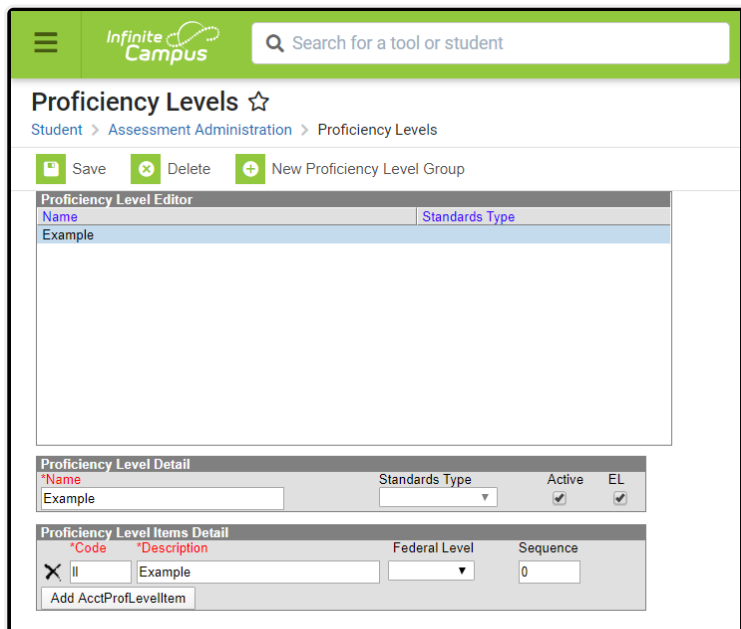 Infinite Campus
Search for a tool or student
Proficiency Levels
Student > Assessment Administration > Proficiency Levels
Save Delete New Proficiency Level Group
Proficiency Level Editor
Name Standards Type
Example
Proficiency Level Detail
*Name Standards Type Active EL
Example
Proficiency Level Items Detail
*Code *Description Federal Level Sequence
II Example 0
Add AcctProfLevelItem